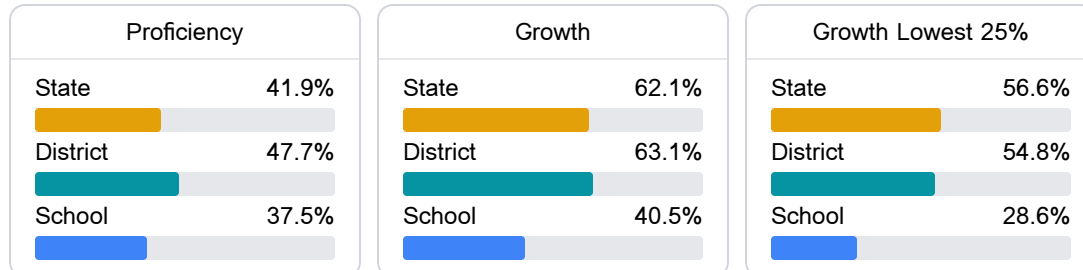 Proficiency
State 41.9%
District 47.7%
School 37.5%
Growth
State 62.1%
District 63.1%
School 40.5%
Growth Lowest 25%
State 56.6%
District 54.8%
School 28.6%